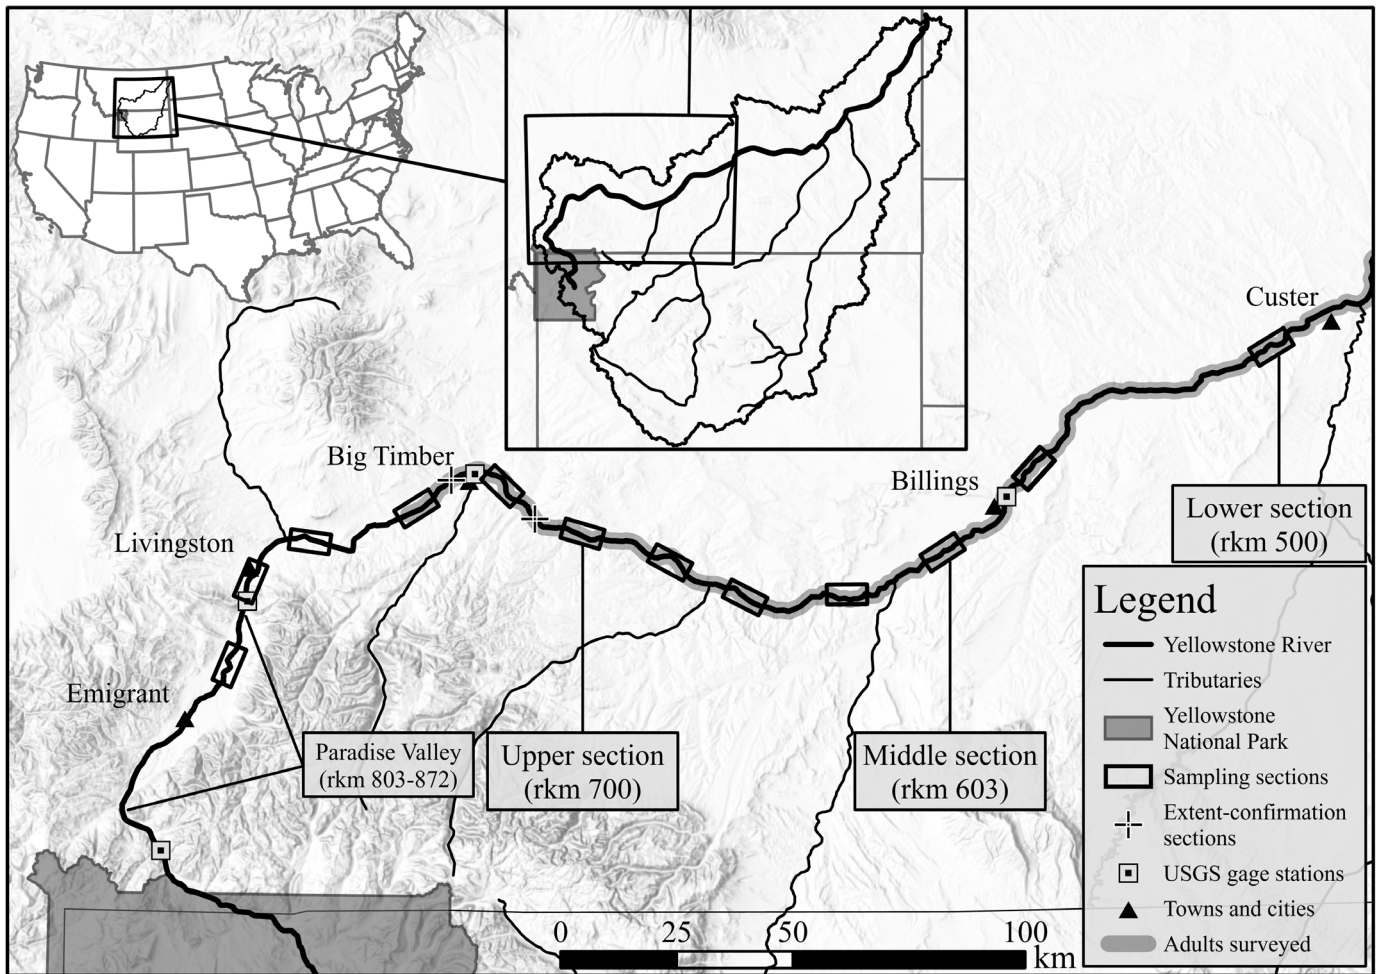 Custer
Big Timber
Billings
Lower section
(rkm 500)
Livingston
Emigrant
Paradise Valley
(rkm 803-872)
Upper section
(rkm 700)
Middle section
(rkm 603)
Legend
Yellowstone River
Tributaries
Yellowstone
National Park
Sampling sections
Extent-confirmation
sections
USGS gage stations
Towns and cities
Adults surveyed
0 25 50 100
km